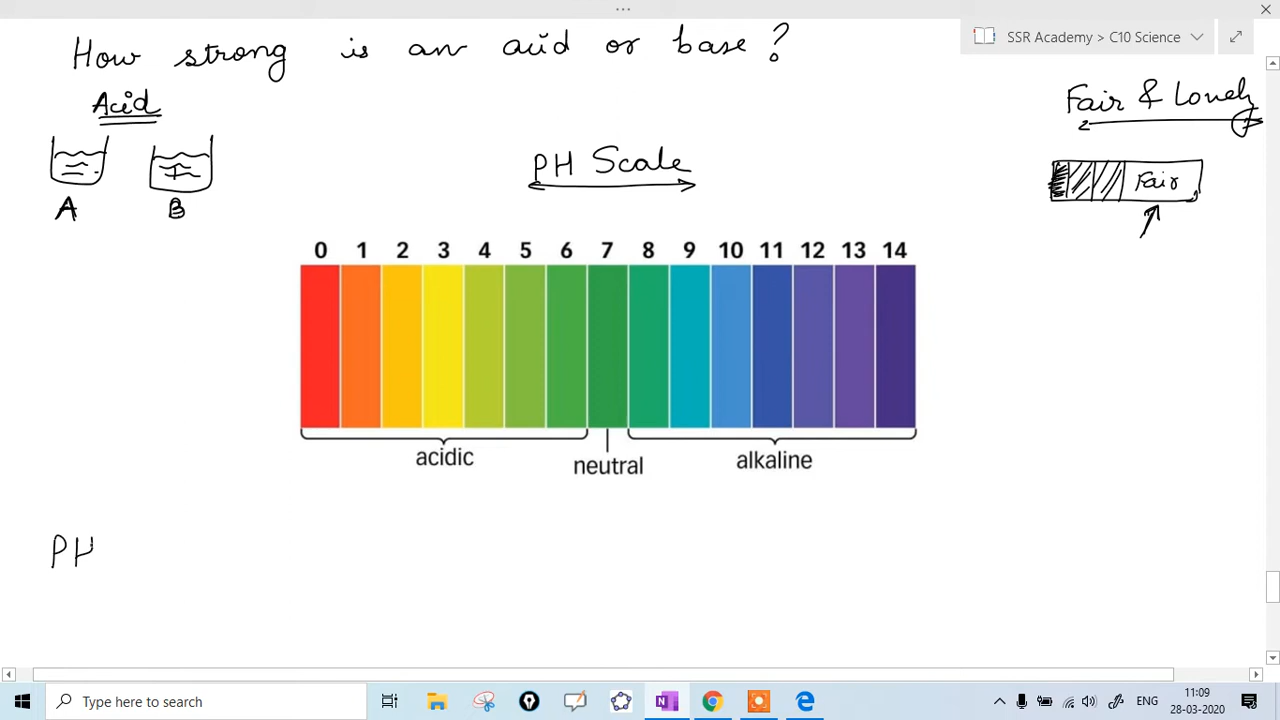 SSR Academy > C10 Science
How strong is an acid or base?
Acid
A B
Fair & Lovely
Fair
PH Scale
0 1 2 3 4 5 6 7 8 9 10 11 12 13 14
acidic
neutral
alkaline
PH
Type here to search
ENG
11:09
28-03-2020